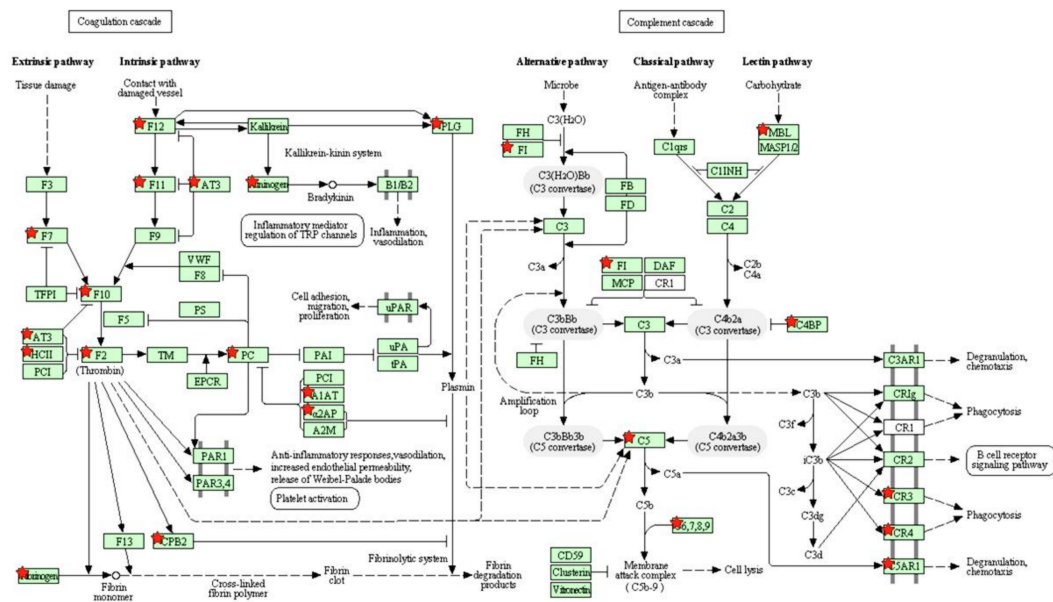 Coagulation cascade
Complement cascade
Extrinsic pathway
Intrinsic pathway
Alternative pathway
Classical pathway
Lectin pathway
Tissue damage
Contact with
damaged vessel
Microbe
Antigen-antibody
complex
Carbohydrate
F12
Kallikrein
PLG
C3(H2O)
FH
FI
MBL
MASP1/2
C1qrs
C1INH
Kallikrein-kinin system
F3
F11
AT3
B1/B2
Bradykinin
C3(H2O)Bb
(C3 convertase)
FB
FD
C2
C4
Inflammatory mediator
regulation of TRP channels
Inflammation,
vasodilation
F7
F9
C3
VWF
F8
C3a
FI
DAF
MCP
CR1
C2b
C4a
TFPI
F10
Cell adhesion,
migration,
proliferation
uPAR
PS
F5
C3bBb
(C3 convertase)
C3
C4b2a
(C3 convertase)
C4BP
AT3
HCII
PCI
F2
(Thrombin)
TM
EPCR
PC
PAI
uPA
tPA
FH
C3a
C3AR1
Degranulation,
chemotaxis
Plasmin
PCI
A1AT
α2AP
A2M
Amplification
loop
C3b
C3b
CRIg
Phagocytosis
C3f
CR1
C3bBb3b
(C5 convertase)
C5
C4b2a3b
(C5 convertase)
iC3b
CR2
B cell receptor
signaling pathway
PAR1
PAR3,4
Anti-inflammatory responses,vasodilation,
increased endothelial permeability,
release of Weibel-Palade bodies
Platelet activation
C5a
C5b
C3c
C3dg
C3d
CR3
CR4
Phagocytosis
F13
CPB2
Fibrinolytic system
6,7,8,9
CD59
Clusterin
Vitronectin
Membrane
attack complex
(C5b-9)
Cell lysis
C5AR1
Degranulation,
chemotaxis
Fibrin
monomer
Cross-linked
fibrin polymer
Fibrin
clot
Fibrin
degradation
products